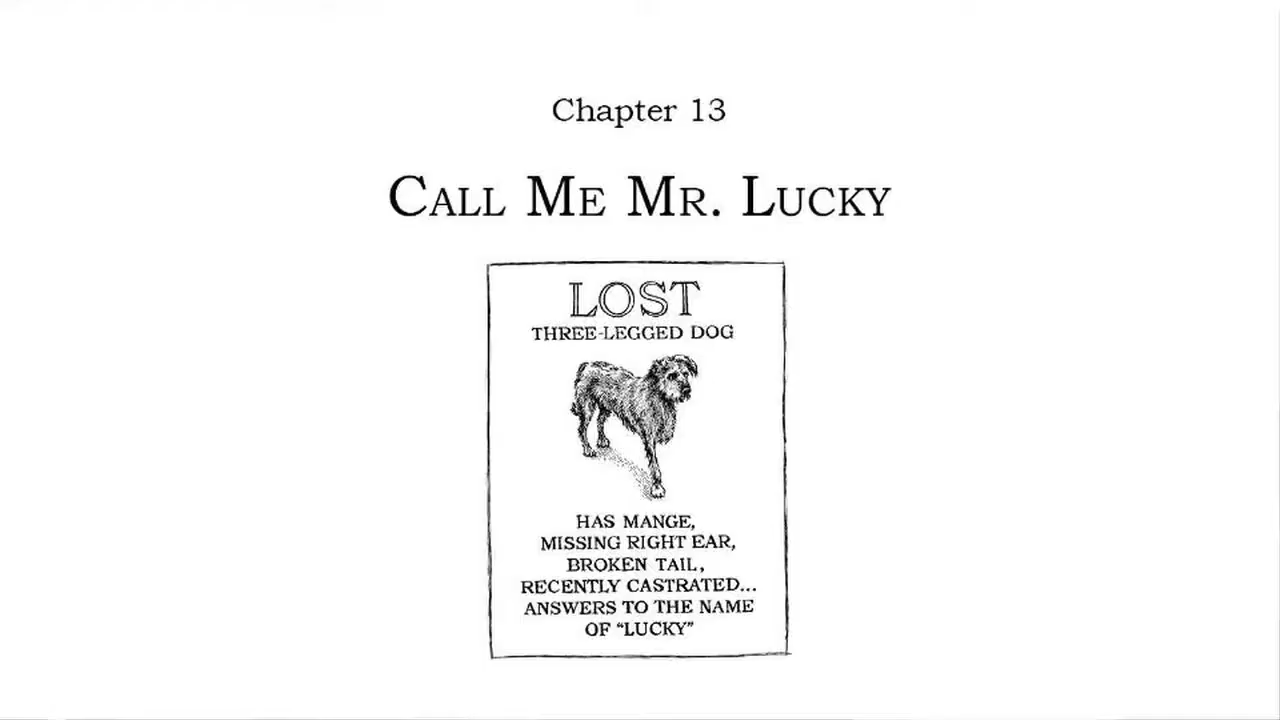 Chapter 13
CALL ME MR. LUCKY
LOST
THREE-LEGGED DOG
HAS MANGE,
MISSING RIGHT EAR,
BROKEN TAIL,
RECENTLY CASTRATED...
ANSWERS TO THE NAME
OF “LUCKY”